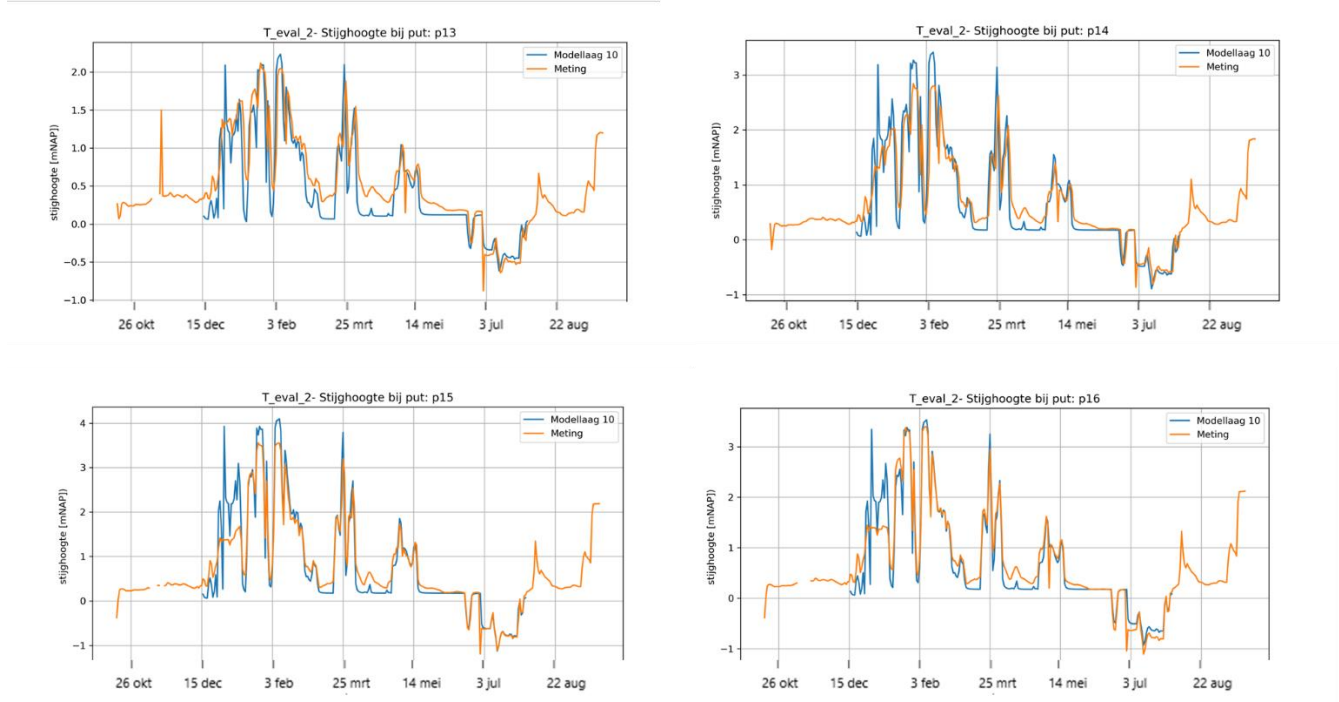 T_eval_2- Stijghoogte bij put: p13
Modellaag 10
Meting
stijghoogte [mNAP])
2.0
1.5
1.0
0.5
0.0
−0.5
−1.0
26 okt 15 dec 3 feb 25 mrt 14 mei 3 jul 22 aug
T_eval_2- Stijghoogte bij put: p14
Modellaag 10
Meting
stijghoogte [mNAP])
3
2
1
0
−1
26 okt 15 dec 3 feb 25 mrt 14 mei 3 jul 22 aug
T_eval_2- Stijghoogte bij put: p15
Modellaag 10
Meting
stijghoogte [mNAP])
4
3
2
1
0
−1
26 okt 15 dec 3 feb 25 mrt 14 mei 3 jul 22 aug
T_eval_2- Stijghoogte bij put: p16
Modellaag 10
Meting
stijghoogte [mNAP])
3
2
1
0
−1
26 okt 15 dec 3 feb 25 mrt 14 mei 3 jul 22 aug